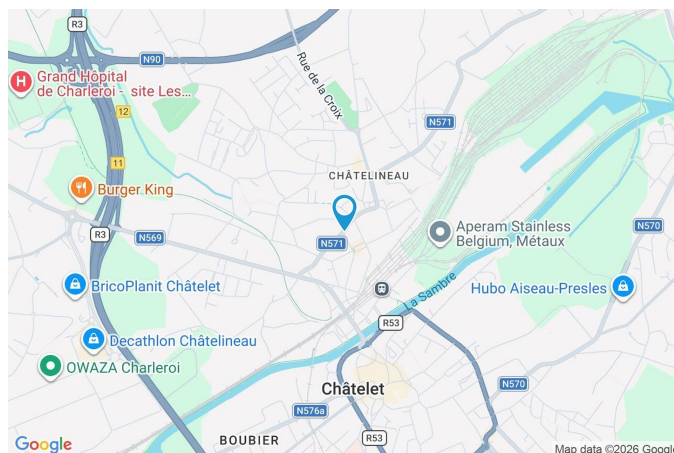 R3
N90
Rue de la Croix
Grand Hôpital
de Charleroi - site Les...
12
N571
11
CHÂTELINEAU
Burger King
R3
N569
N571
Aperam Stainless
Belgium, Métaux
N570
BricoPlanit Châtelet
La Sambre
Hubo Aiseau-Presles
R53
Decathlon Châtelineau
OWAZA Charleroi
Châtelet
N570
N576a
BOUBIER
R53
Google
Map data ©2026 Google